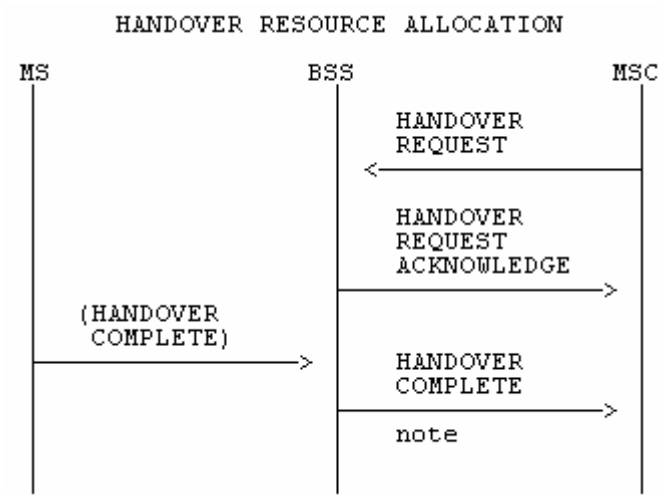 HANDOVER RESOURCE ALLOCATION
MS BSS MSC
HANDOVER
REQUEST
HANDOVER
REQUEST
ACKNOWLEDGE
(HANDOVER
COMPLETE)
HANDOVER
COMPLETE
note